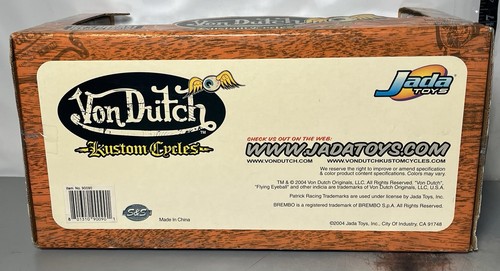 Von Dutch
TM
Kustom Cycles
Jada
TOYS
CHECK US OUT ON THE WEB:
WWW.JADATOYS.COM
WWW.VONDUTCH.COM WWW.VONDUTCHKUSTOMCYCLES.COM
We reserve the right to improve or amend specification
& color specifications product components. Colors may vary.
TM & © 2004 Von Dutch Originals, LLC. All Rights Reserved. "Von Dutch",
"Flying Eyeball" and other indicia are trademarks of Von Dutch Originals, LLC, U.S.A.
Patrick Racing Trademarks are used under license by Jada Toys, Inc.
BREMBO is a registered trademark of BREMBO S.p.A. All Rights Reserved.
©2004 Jada Toys, Inc., City Of Industry, CA 91748
Item No. 90090
S&S
Made In China